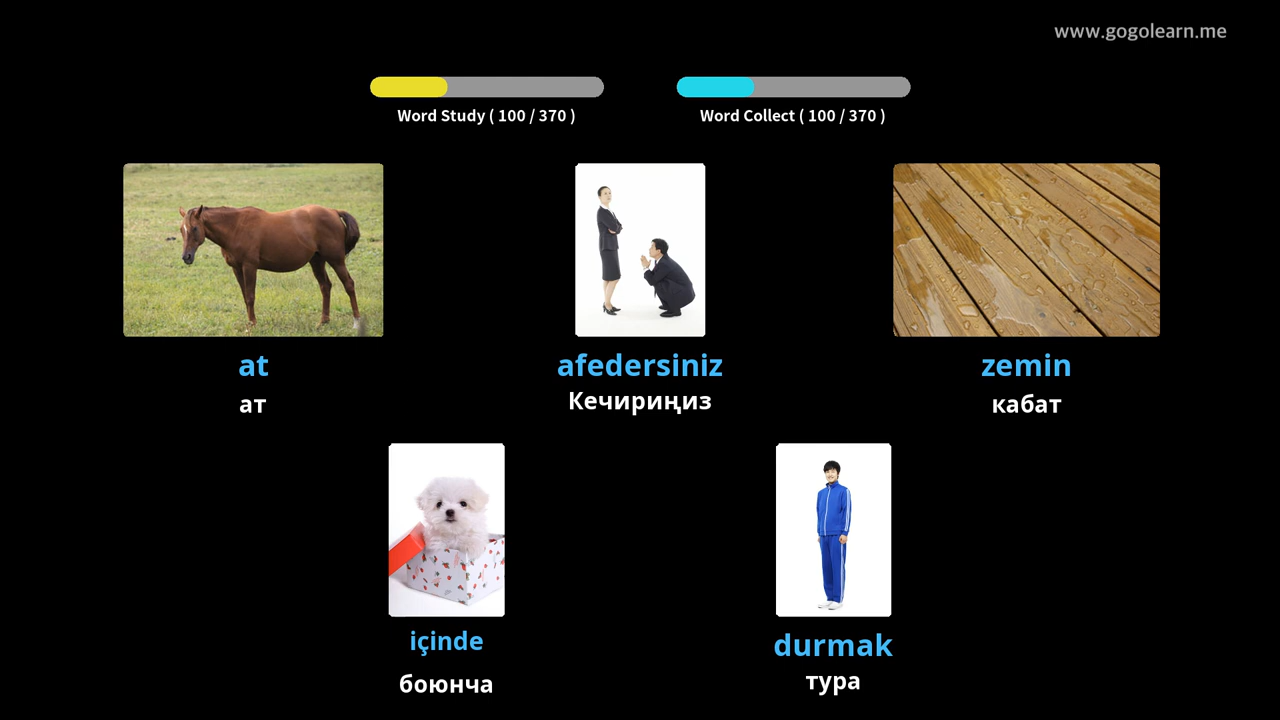 www.gogolearn.me
Word Study ( 100 / 370 )
Word Collect ( 100 / 370 )
at
ат
afedersiniz
Кечириңиз
zemin
кабат
içinde
боюнча
durmak
тура